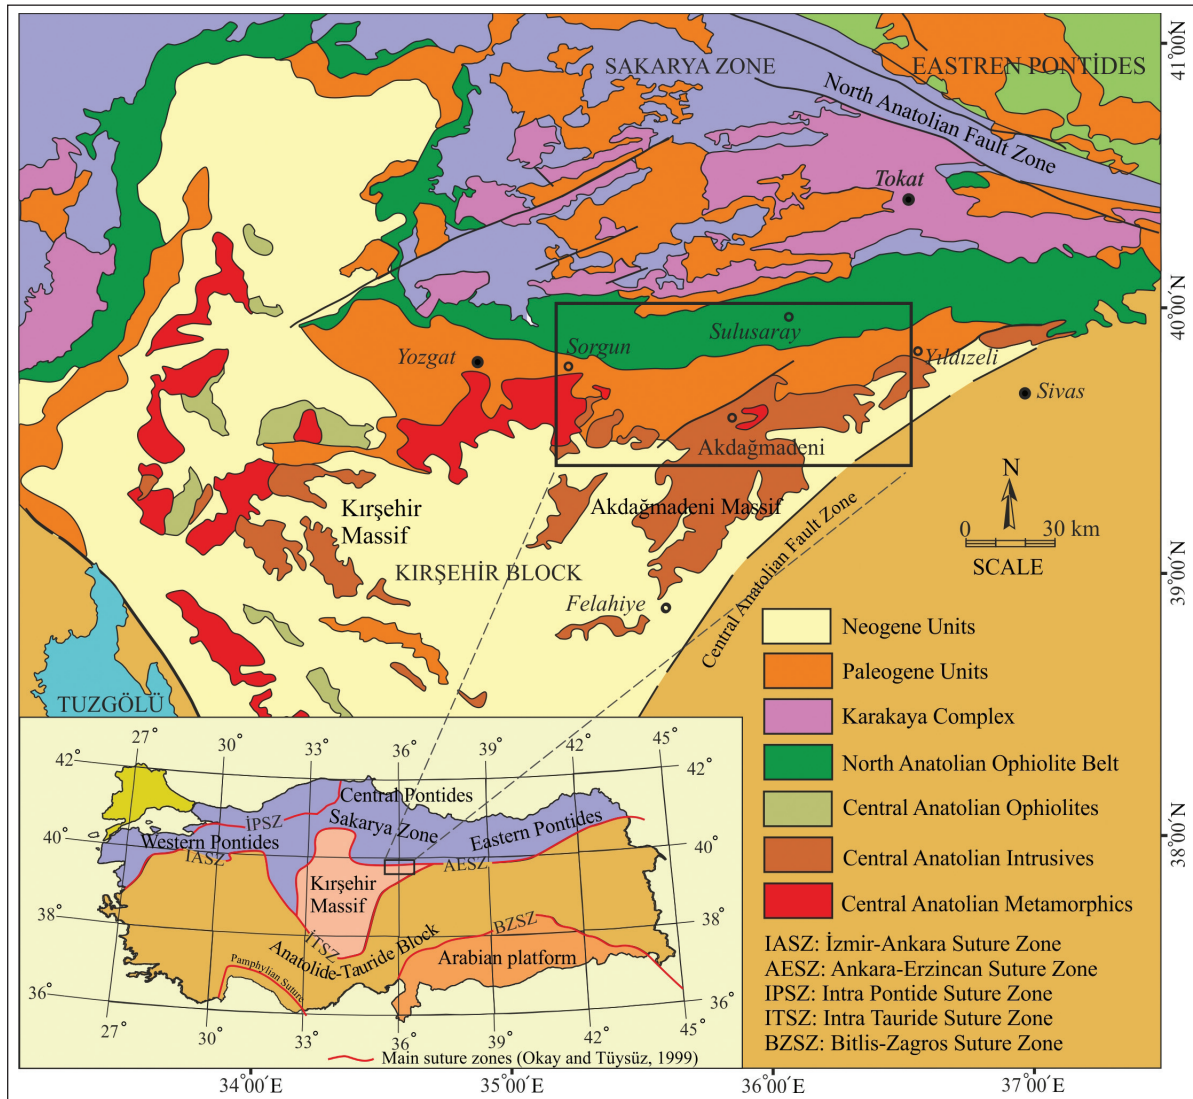 SAKARYA ZONE
EASTREN PONTİDES
North Anatolian Fault Zone
Tokat
41°00´N
40°00´N
39°00´N
38°00´N
Sulusaray
Sorgun
Yozgat
Yıldızeli
Sivas
Akdağmadeni
Kırşehir
Massif
Akdağmadeni Massif
KIRŞEHİR BLOCK
Felahiye
Central Anatolian Fault Zone
N
0 30 km
SCALE
TUZGÖLÜ
Neogene Units
Paleogene Units
Karakaya Complex
North Anatolian Ophiolite Belt
Central Anatolian Ophiolites
Central Anatolian Intrusives
Central Anatolian Metamorphics
IASZ: İzmir-Ankara Suture Zone
AESZ: Ankara-Erzincan Suture Zone
IPSZ: Intra Pontide Suture Zone
ITSZ: Intra Tauride Suture Zone
BZSZ: Bitlis-Zagros Suture Zone
27° 30° 33° 36° 39° 42° 45°
42° 42°
Central Pontides
İPSZ
Sakarya Zone
40° Western Pontides Eastern Pontides 40°
IASZ
AESZ
Kırşehir
Massif
38° 38°
BZSZ
İTSZ
Anatolide-Tauride Block
Arabian platform
Pamphylian Suture
36° 36°
27° 30° 33° 36° 39° 42° 45°
Main suture zones (Okay and Tüysüz, 1999)
34°00´E 35°00´E 36°00´E 37°00´E